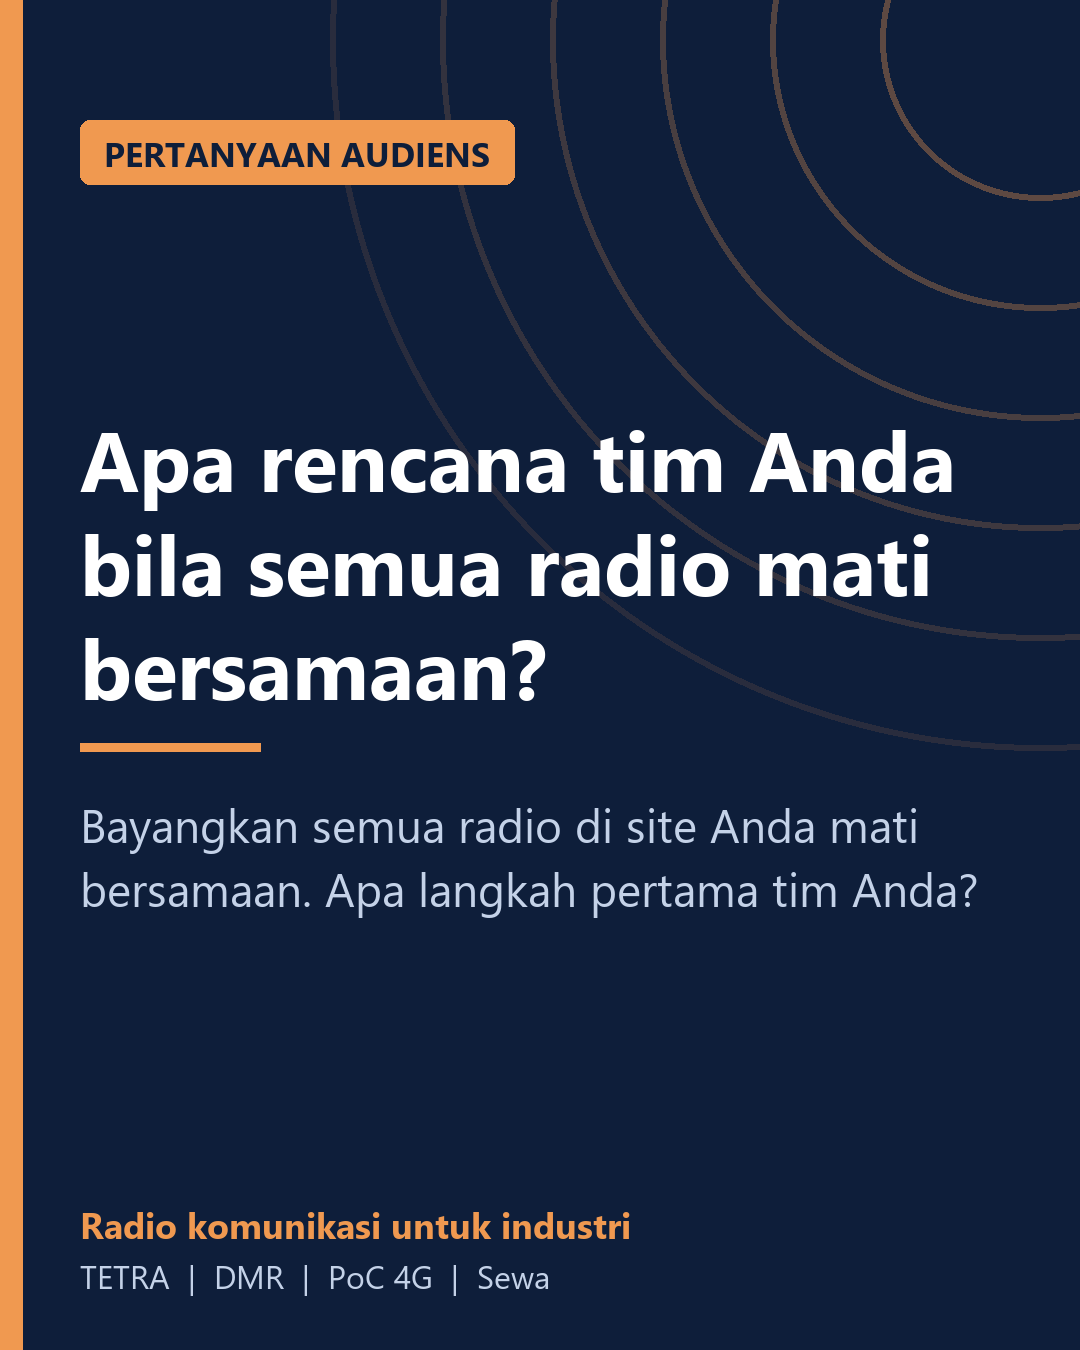 PERTANYAAN AUDIENS
Apa rencana tim Anda
bila semua radio mati
bersamaan?
Bayangkan semua radio di site Anda mati
bersamaan. Apa langkah pertama tim Anda?
Radio komunikasi untuk industri
TETRA | DMR | PoC 4G | Sewa